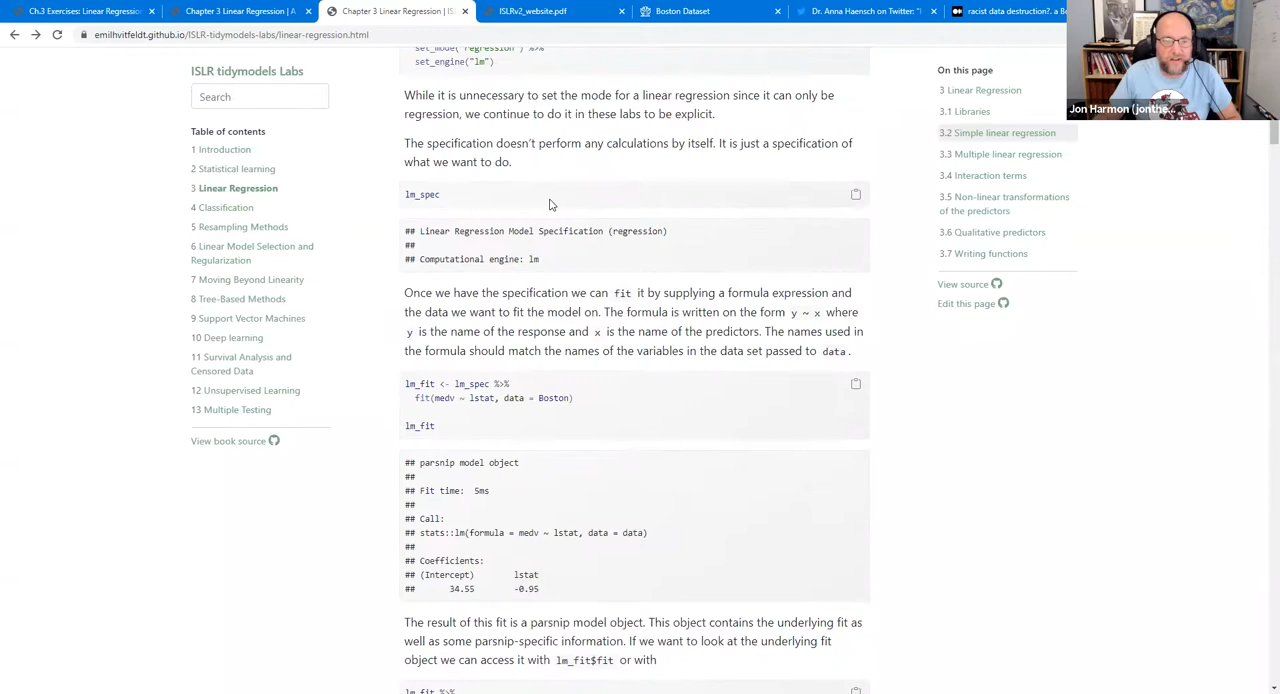 Ch.3 Exercises: Linear Regression
Chapter 3 Linear Regression | A
Chapter 3 Linear Regression | IS
ISLRv2_website.pdf
Boston Dataset
Dr. Anna Haensch on Twitter: "I
racist data destruction?. a Bo
emilhvitfeldt.github.io/ISLR-tidymodels-labs/linear-regression.html
ISLR tidymodels Labs
Search
Table of contents
1 Introduction
2 Statistical learning
3 Linear Regression
4 Classification
5 Resampling Methods
6 Linear Model Selection and
Regularization
7 Moving Beyond Linearity
8 Tree-Based Methods
9 Support Vector Machines
10 Deep learning
11 Survival Analysis and
Censored Data
12 Unsupervised Learning
13 Multiple Testing
View book source
set_mode("regression") %>%
set_engine("lm")
While it is unnecessary to set the mode for a linear regression since it can only be
regression, we continue to do it in these labs to be explicit.
The specification doesn't perform any calculations by itself. It is just a specification of
what we want to do.
lm_spec
## Linear Regression Model Specification (regression)
##
## Computational engine: lm
Once we have the specification we can fit it by supplying a formula expression and
the data we want to fit the model on. The formula is written on the form y ~ x where
y is the name of the response and x is the name of the predictors. The names used in
the formula should match the names of the variables in the data set passed to data.
lm_fit <- lm_spec %>%
fit(medv ~ lstat, data = Boston)
lm_fit
## parsnip model object
##
## Fit time: 5ms
##
## Call:
## stats::lm(formula = medv ~ lstat, data = data)
##
## Coefficients:
## (Intercept) lstat
## 34.55 -0.95
The result of this fit is a parsnip model object. This object contains the underlying fit as
well as some parsnip-specific information. If we want to look at the underlying fit
object we can access it with lm_fit$fit or with
lm_fit %>%
On this page
3 Linear Regression
3.1 Libraries
3.2 Simple linear regression
3.3 Multiple linear regression
3.4 Interaction terms
3.5 Non-linear transformations
of the predictors
3.6 Qualitative predictors
3.7 Writing functions
View source
Edit this page
Jon Harmon (jonthe...